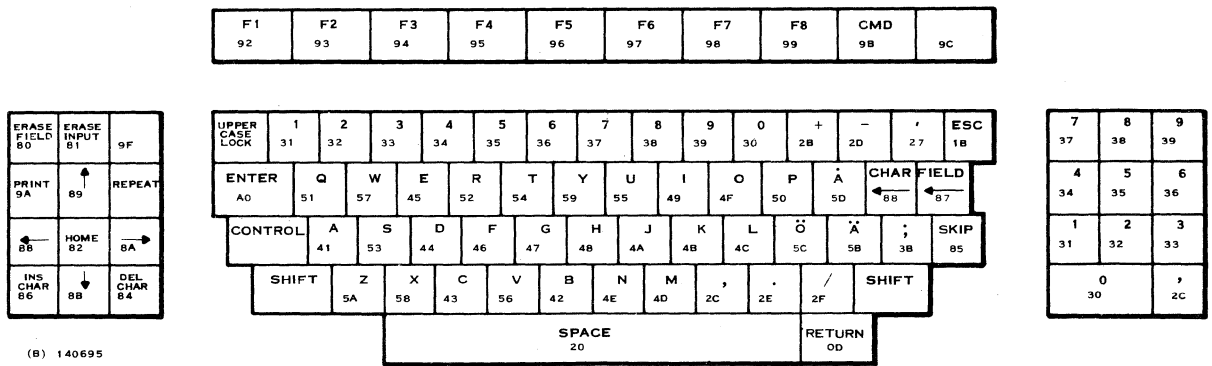 F1 F2 F3 F4 F5 F6 F7 F8 CMD
92 93 94 95 96 97 98 99 9B 9C
ERASE FIELD 80
ERASE INPUT 81
9F
PRINT 9A
↑ 89
REPEAT
← 88
HOME 82
→ 8A
INS CHAR 86
↓ 8B
DEL CHAR 84
UPPER CASE LOCK
1 2 3 4 5 6 7 8 9 0 + - ' ESC
31 32 33 34 35 36 37 38 39 30 2B 2D 27 1B
ENTER Q W E R T Y U I O P Å CHAR FIELD
A0 51 57 45 52 54 59 55 49 4F 50 5D ← 88 ← 87
CONTROL A S D F G H J K L Ö Ä ; SKIP
41 53 44 46 47 48 4A 4B 4C 5C 5B 3B 85
SHIFT Z X C V B N M , . / SHIFT
5A 58 43 56 42 4E 4D 2C 2E 2F
SPACE RETURN
20 0D
7 8 9
37 38 39
4 5 6
34 35 36
1 2 3
31 32 33
0 ,
30 2C
(B) 140695